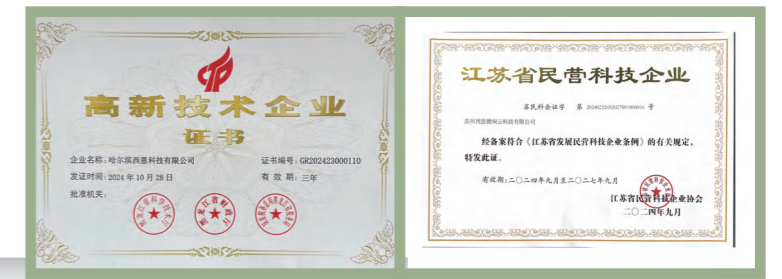 高新技术企业
证书
企业名称：哈尔滨西恩科技有限公司
证书编号：GR202423000110
发证时间：2024 年 10 月 28 日
有 效 期：三年
批准机关：
江苏省民营科技企业
苏民科企证字 第 号
经备案符合《江苏省发展民营科技企业条例》的有关规定，
特发此证。
有效期：二〇二四年九月至二〇二七年九月
江苏省民营科技企业协会
二〇二四年九月